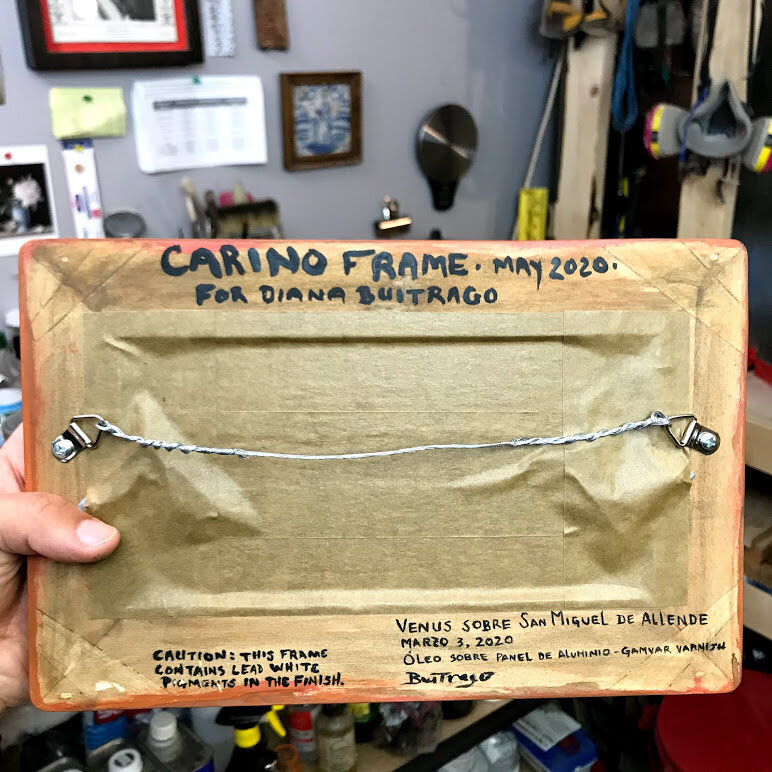 CARINO FRAME. MAY 2020.
FOR DIANA BUITRAGO
VENUS SOBRE SAN MIGUEL DE ALLENDE
MARZO 3, 2020
ÓLEO SOBRE PANEL DE ALUMINIO - GAMVAR VARNISH
Buitrago
CAUTION: THIS FRAME
CONTAINS LEAD WHITE
PIGMENTS IN THE FINISH.